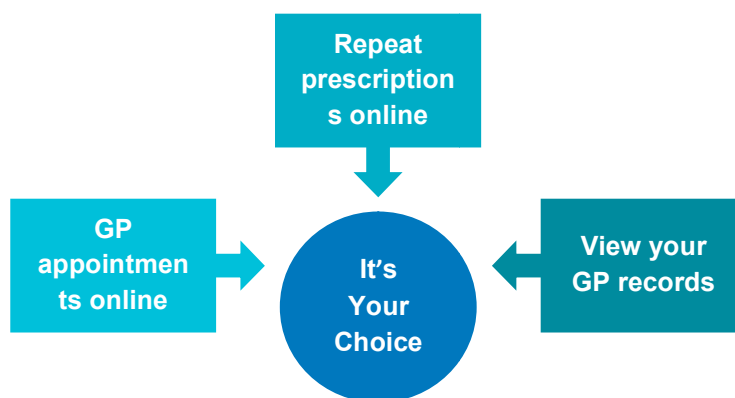 Repeat
prescription
s online
GP
appointmen
ts online
It's
Your
Choice
View your
GP records